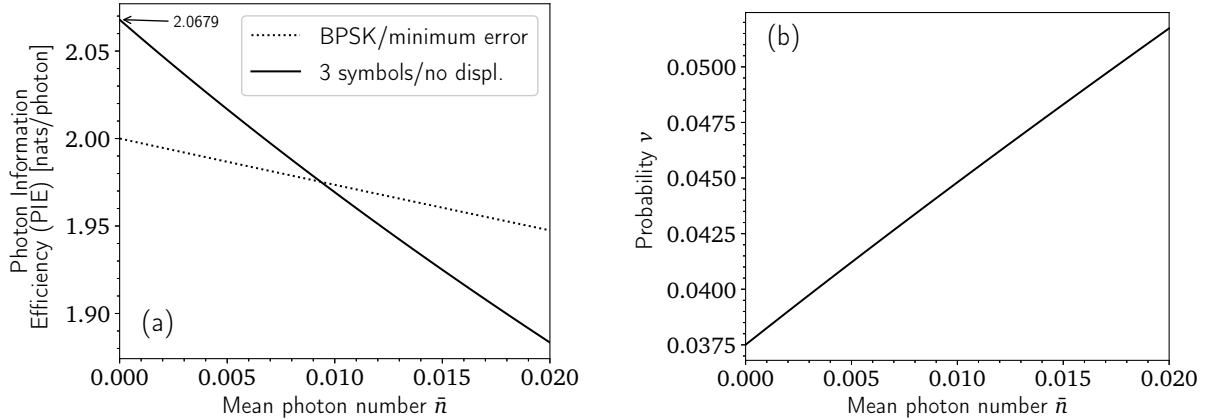 2.0679
BPSK/minimum error
3 symbols/no displ.
Photon Information
Efficiency (PIE) [nats/photon]
2.05
2.00
1.95
1.90
(a)
0.000
0.005
0.010
0.015
0.020
Mean photon number n̄
(b)
Probability ν
0.0500
0.0475
0.0450
0.0425
0.0400
0.0375
0.000
0.005
0.010
0.015
0.020
Mean photon number n̄